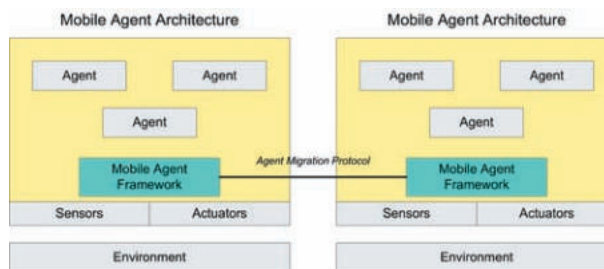 Mobile Agent Architecture
Agent Agent
Agent
Mobile Agent
Framework
Sensors Actuators
Environment
Agent Migration Protocol
Mobile Agent Architecture
Agent Agent
Agent
Mobile Agent
Framework
Sensors Actuators
Environment